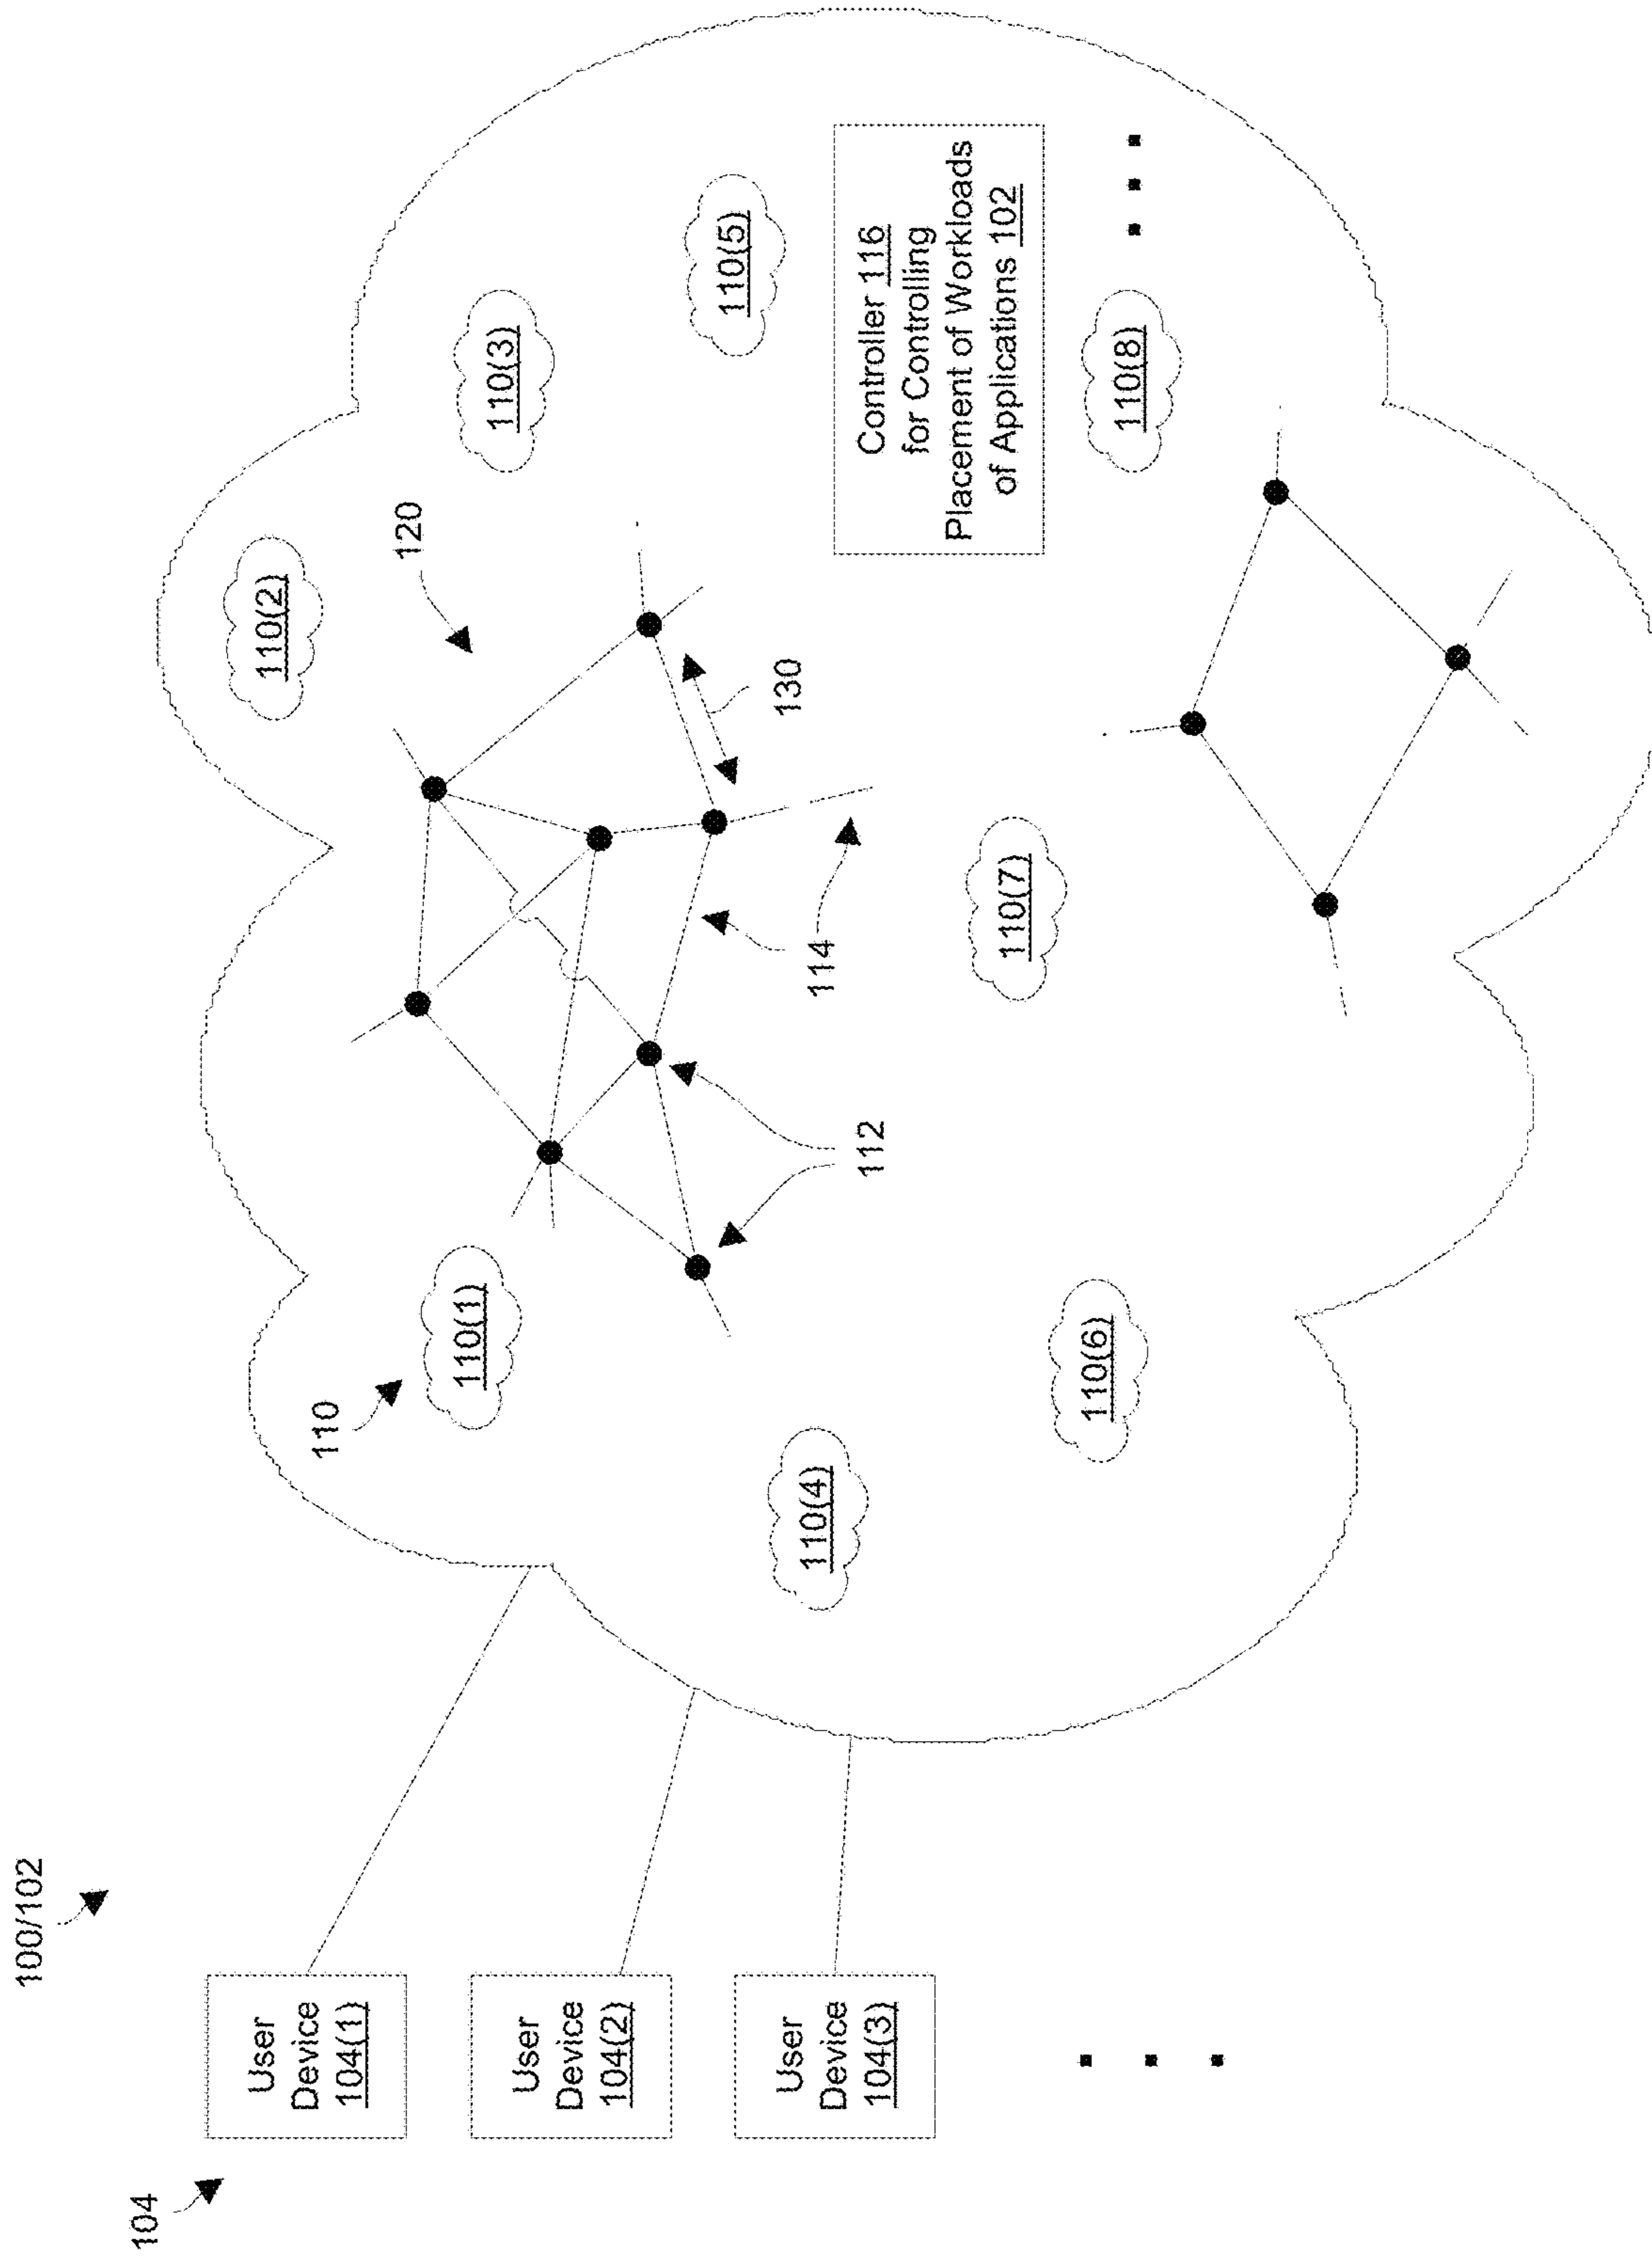 100/102
104
User
Device
104(1)
User
Device
104(2)
User
Device
104(3)
110
110(1)
110(2)
120
110(3)
110(5)
130
114
112
110(4)
Controller 116
for Controlling
Placement of Workloads
of Applications 102
110(7)
110(6)
110(8)